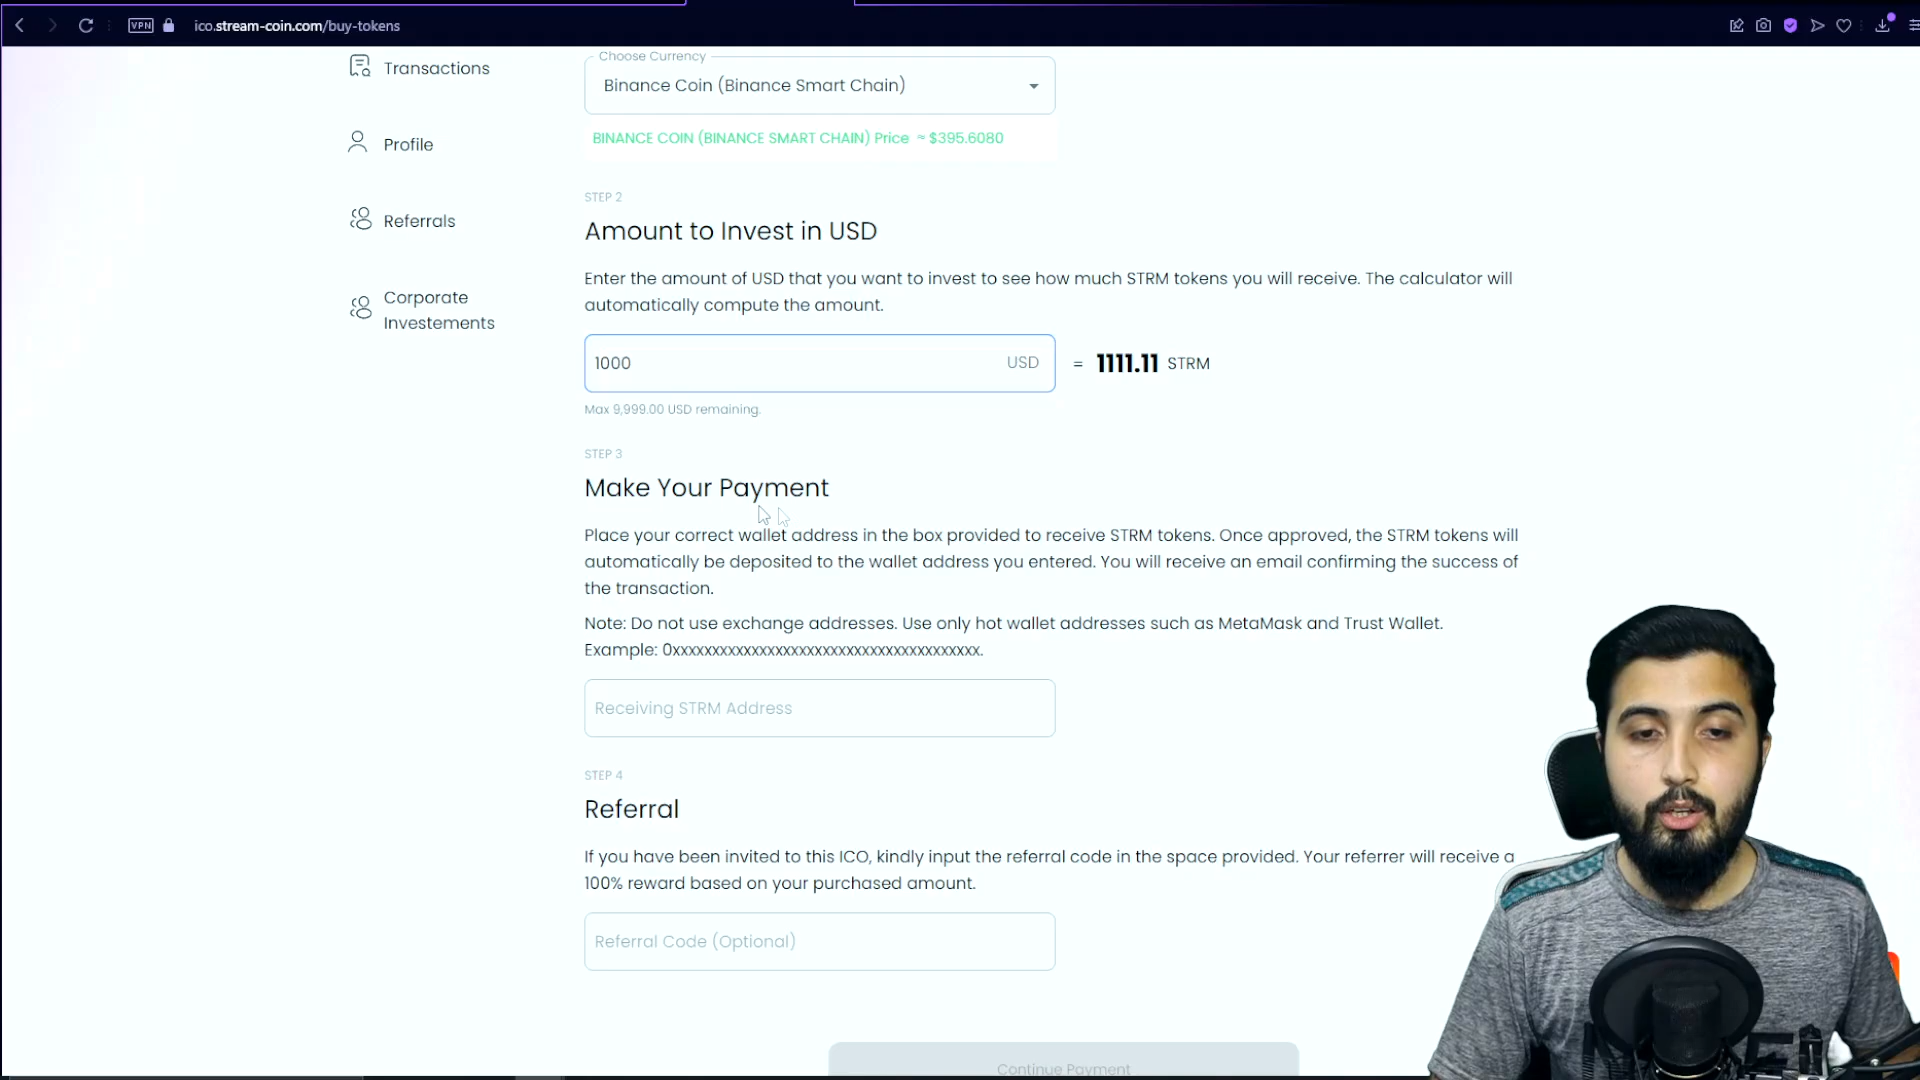 VPN
ico.stream-coin.com/buy-tokens
Transactions
Profile
Referrals
Corporate
Investements
Choose Currency
Binance Coin (Binance Smart Chain)
BINANCE COIN (BINANCE SMART CHAIN) Price ≈ $395.6080
STEP 2
Amount to Invest in USD
Enter the amount of USD that you want to invest to see how much STRM tokens you will receive. The calculator will
automatically compute the amount.
1000 USD = 1111.11 STRM
Max 9,999.00 USD remaining.
STEP 3
Make Your Payment
Place your correct wallet address in the box provided to receive STRM tokens. Once approved, the STRM tokens will
automatically be deposited to the wallet address you entered. You will receive an email confirming the success of
the transaction.
Note: Do not use exchange addresses. Use only hot wallet addresses such as MetaMask and Trust Wallet.
Example: 0xxxxxxxxxxxxxxxxxxxxxxxxxxxxxxxxxxxxxxx.
Receiving STRM Address
STEP 4
Referral
If you have been invited to this ICO, kindly input the referral code in the space provided. Your referrer will receive a
100% reward based on your purchased amount.
Referral Code (Optional)
Continue Payment